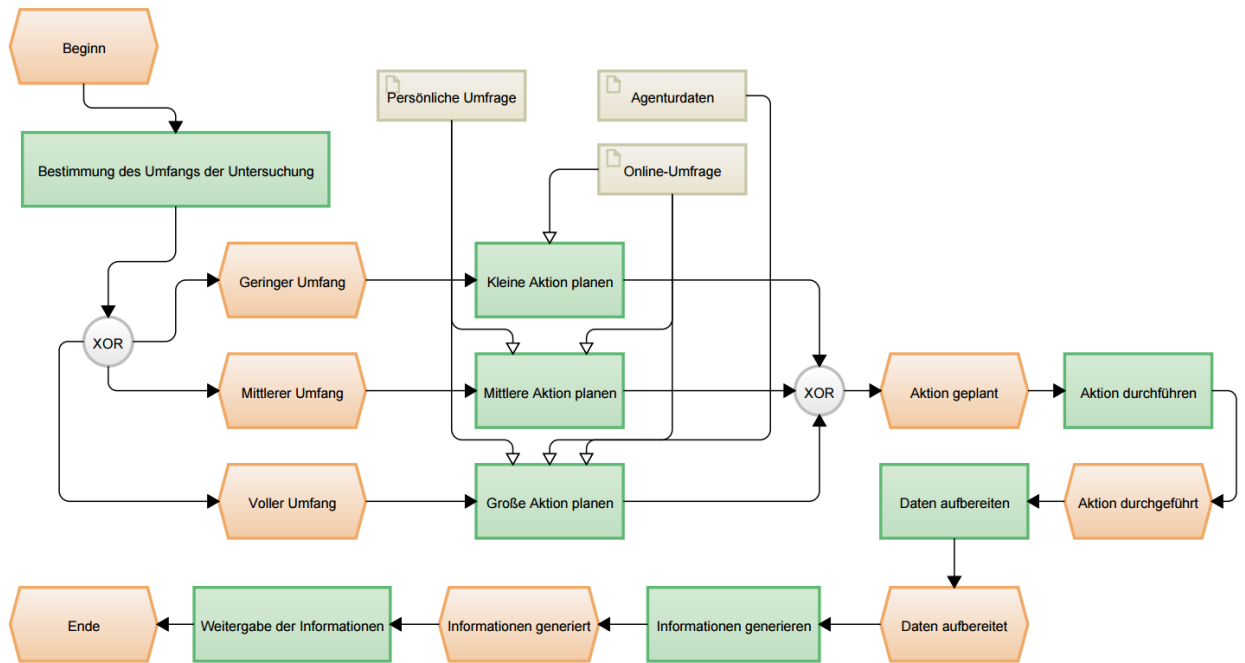 Beginn
Persönliche Umfrage
Agenturdaten
Bestimmung des Umfangs der Untersuchung
Online-Umfrage
Geringer Umfang
Kleine Aktion planen
XOR
Mittlerer Umfang
Mittlere Aktion planen
XOR
Aktion geplant
Aktion durchführen
Voller Umfang
Große Aktion planen
Daten aufbereiten
Aktion durchgeführt
Ende
Weitergabe der Informationen
Informationen generiert
Informationen generieren
Daten aufbereitet